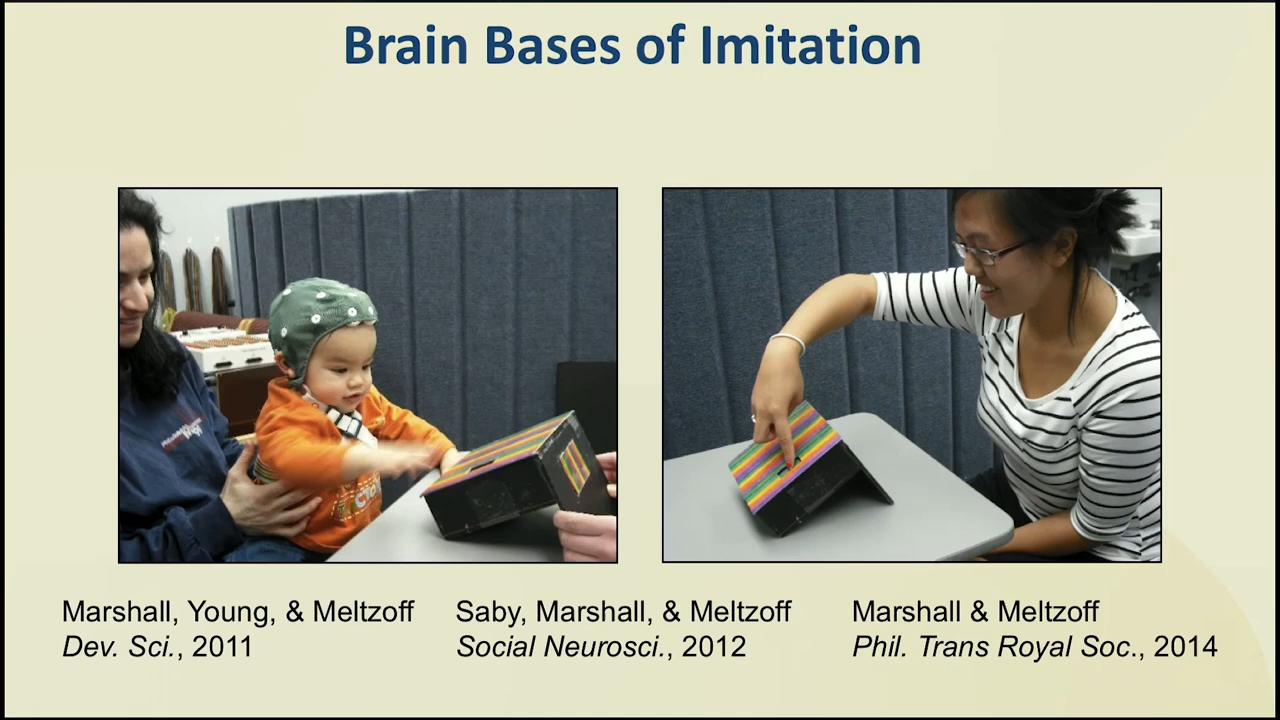 Brain Bases of Imitation
Marshall, Young, & Meltzoff
Dev. Sci., 2011
Saby, Marshall, & Meltzoff
Social Neurosci., 2012
Marshall & Meltzoff
Phil. Trans Royal Soc., 2014